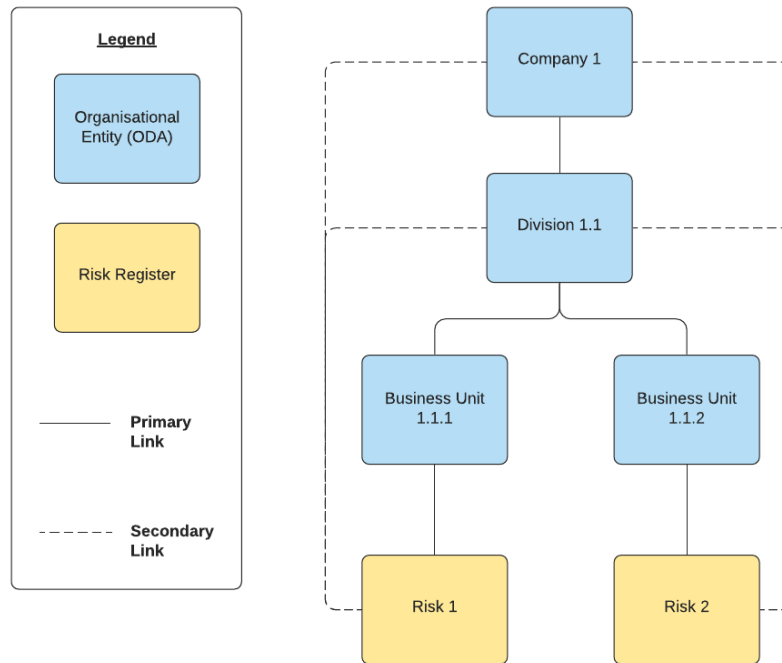 Legend
Organisational
Entity (ODA)
Risk Register
Primary
Link
Secondary
Link
Company 1
Division 1.1
Business Unit
1.1.1
Business Unit
1.1.2
Risk 1
Risk 2